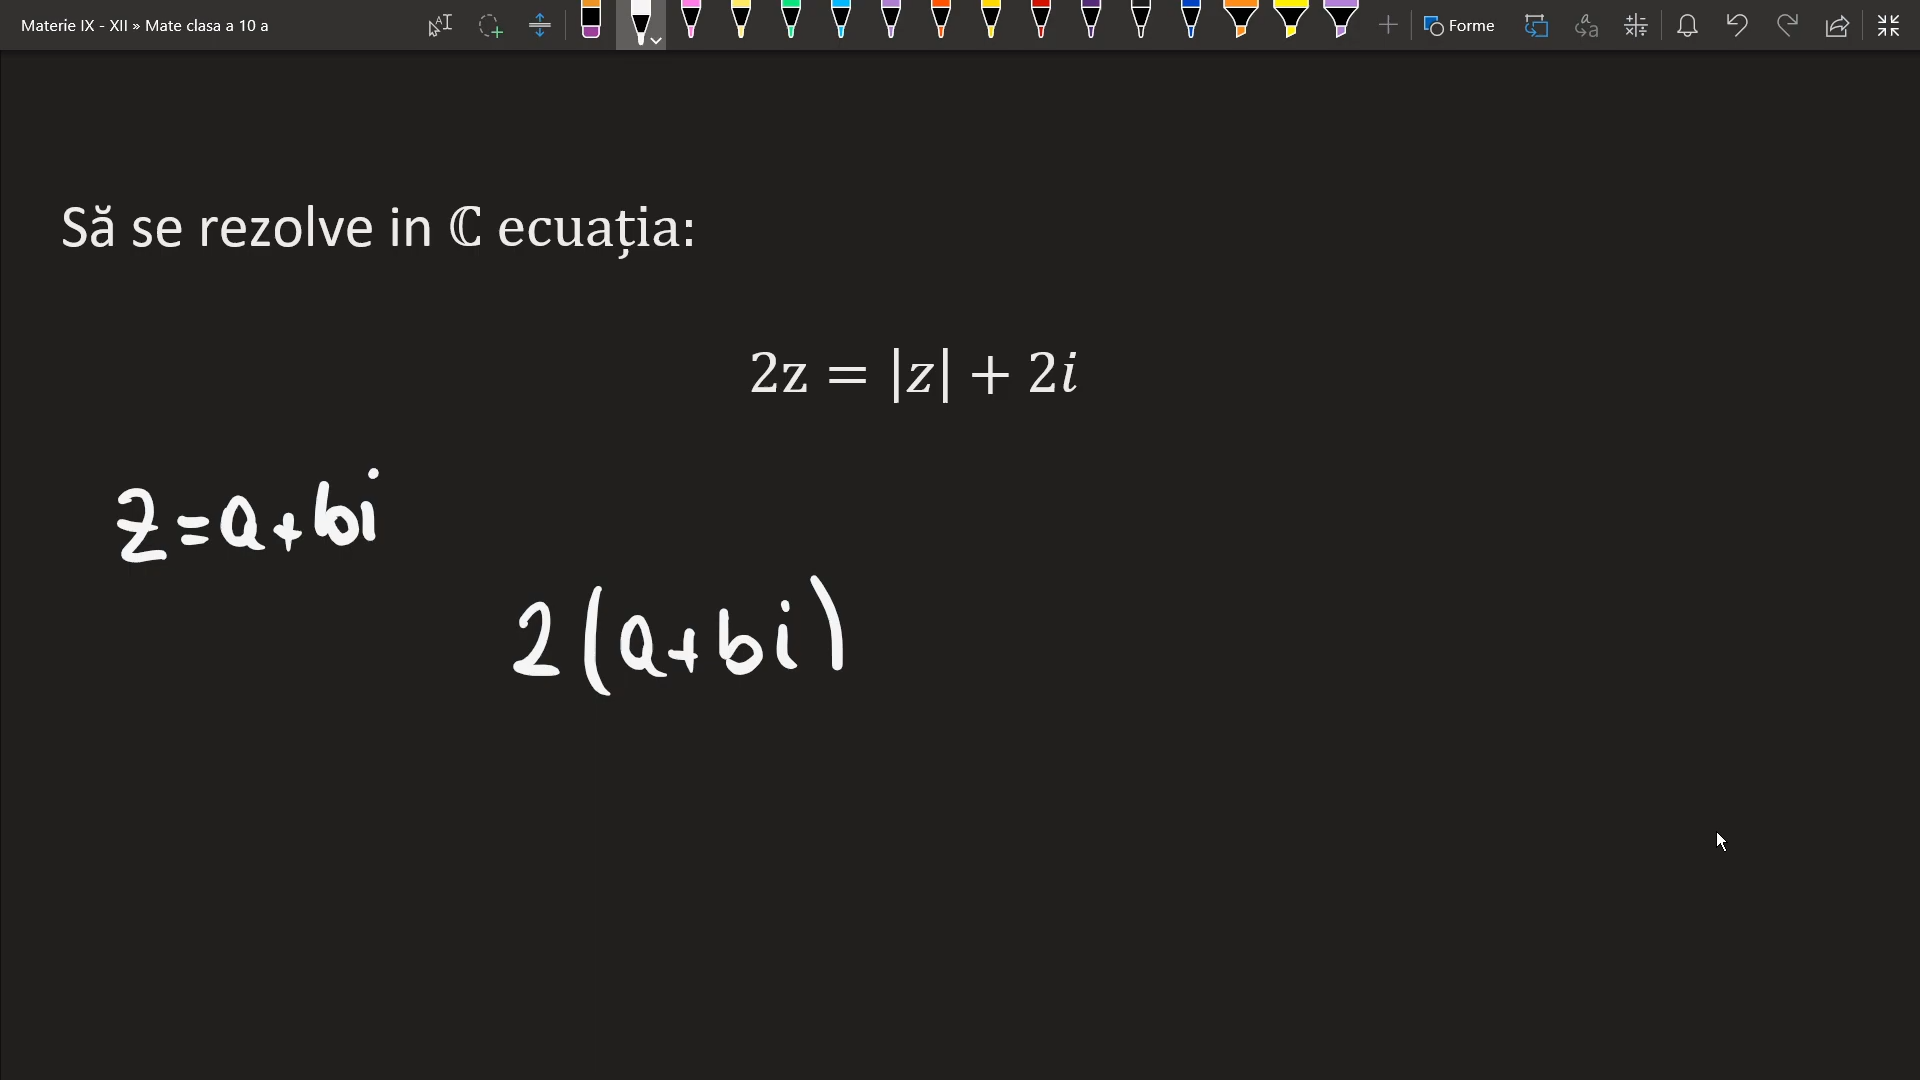 Materie IX - XII » Mate clasa a 10 a
Forme
Să se rezolve in ℂ ecuația:
2z = |z| + 2i
z = a + bi
2(a + bi)